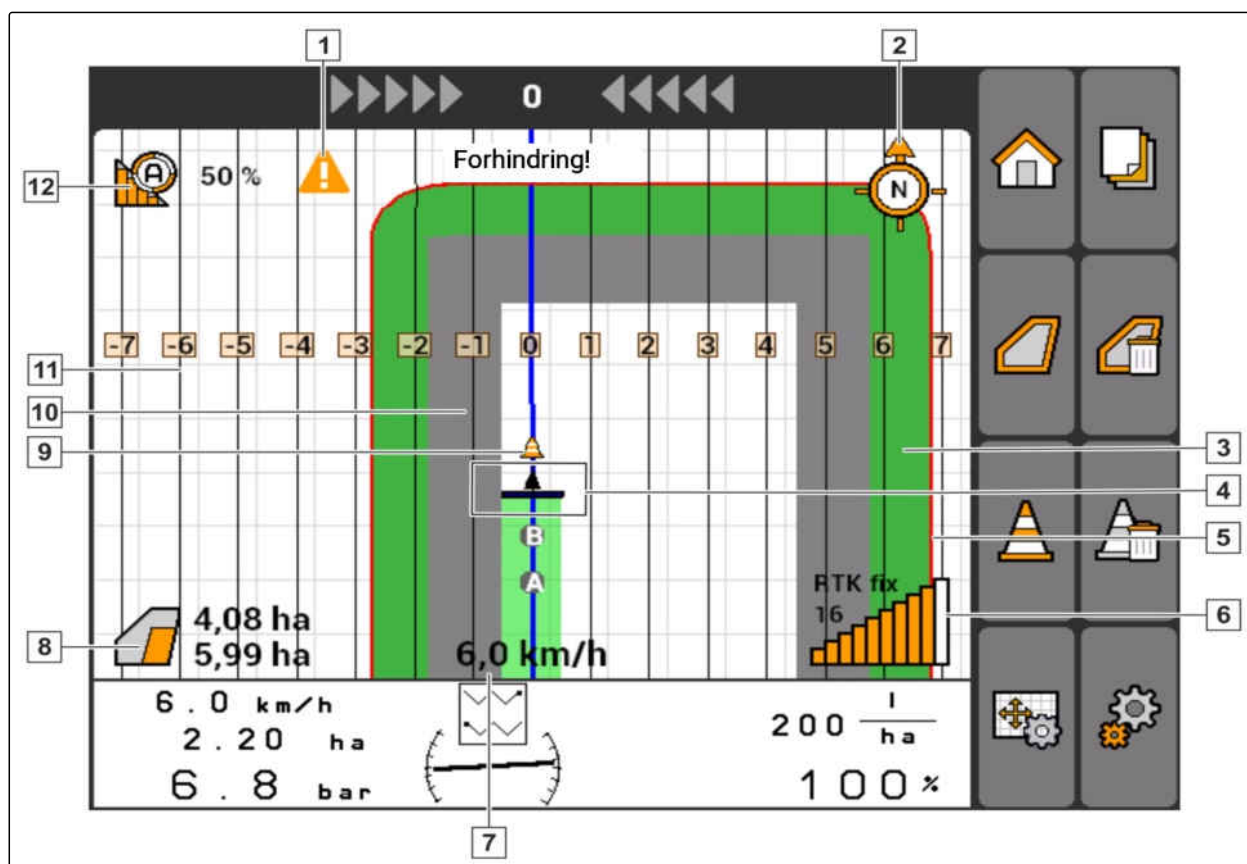 1
2
0
12
50 %
Forhindring!
N
A
-7 -6 -5 -4 -3 -2 -1 0 1 2 3 4 5 6 7
11
10
9
3
4
B
5
A
RTK fix
16
6
8
4,08 ha
5,99 ha
6,0 km/h
6.0 km/h
2.20 ha
6.8 bar
200 l/ha
100 %
7